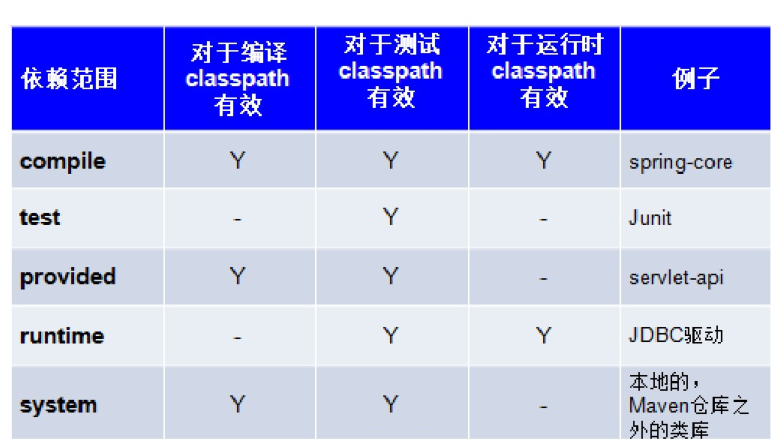 依赖范围
对于编译
classpath
有效
对于测试
classpath
有效
对于运行时
classpath
有效
例子
compile
Y
Y
Y
spring-core
test
-
Y
-
Junit
provided
Y
Y
-
servlet-api
runtime
-
Y
Y
JDBC驱动
system
Y
Y
-
本地的，
Maven仓库之
外的类库